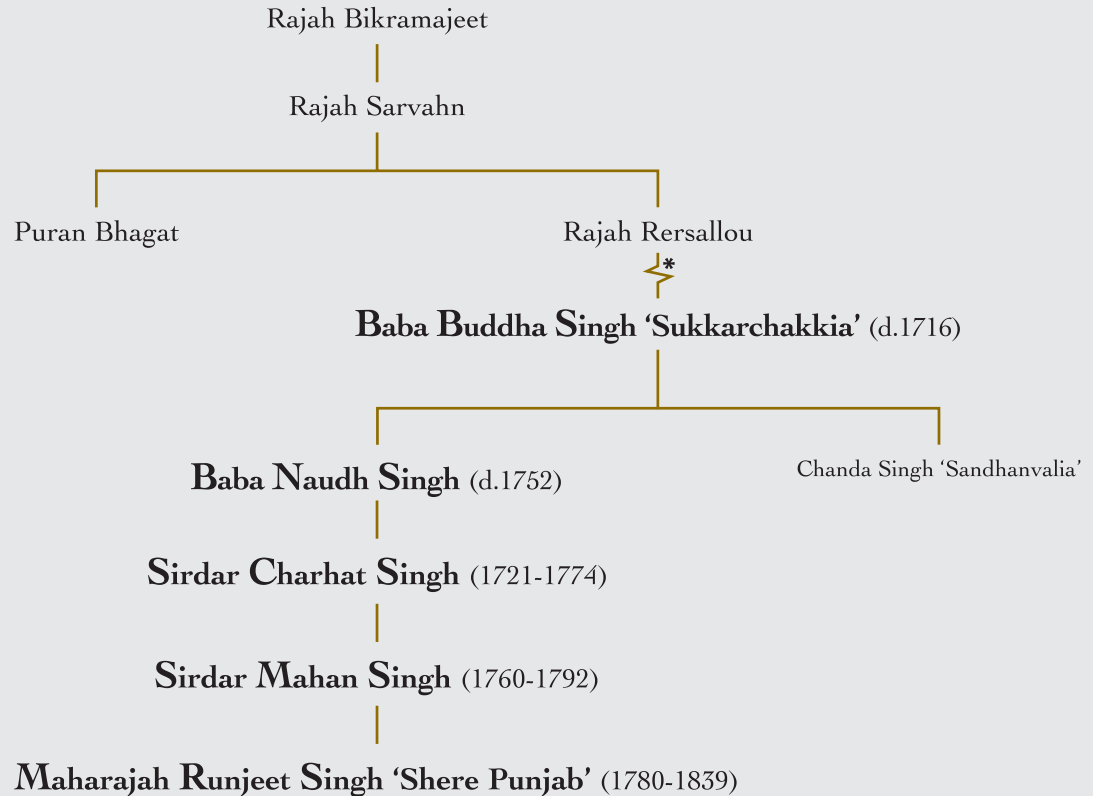 Rajah Bikramajeet
Rajah Sarvahn
Puran Bhagat
Rajah Rersallou
*
Baba Buddha Singh ‘Sukkarchakkia’ (d.1716)
Baba Naudh Singh (d.1752)
Chanda Singh ‘Sandhanvalia’
Sirdar Charhat Singh (1721-1774)
Sirdar Mahan Singh (1760-1792)
Maharajah Runjeet Singh ‘Shere Punjab’ (1780-1839)